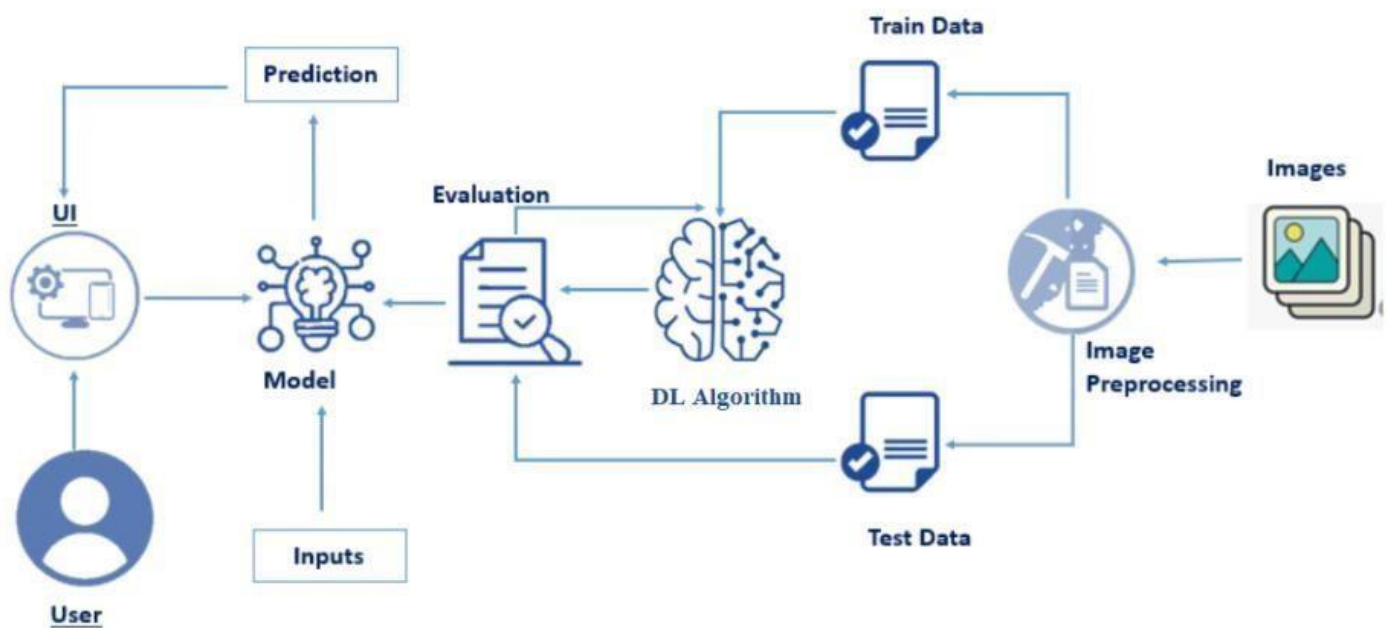 Train Data
Prediction
Images
Evaluation
UI
Image
Preprocessing
Model
DL Algorithm
Test Data
Inputs
User